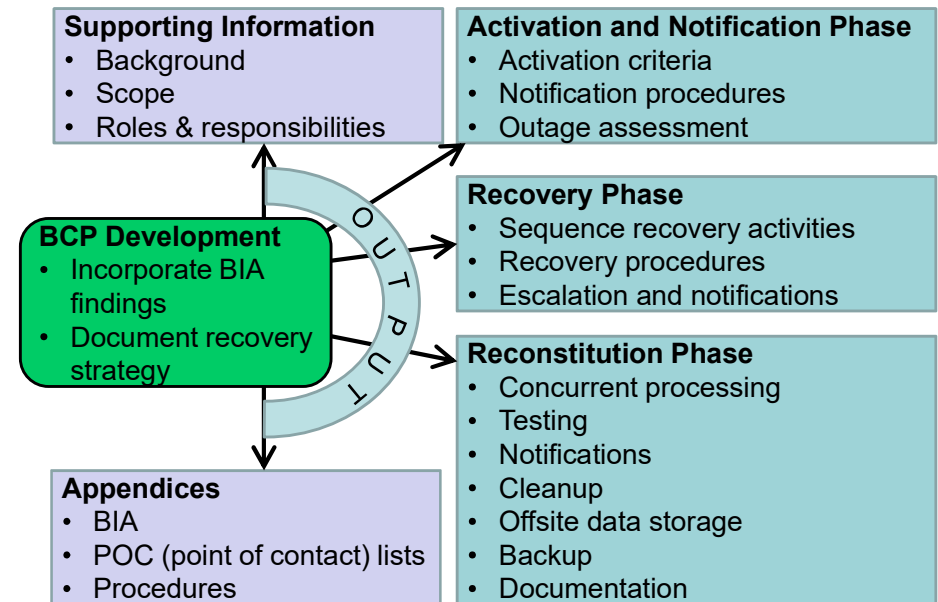 Supporting Information
• Background
• Scope
• Roles & responsibilities
Activation and Notification Phase
• Activation criteria
• Notification procedures
• Outage assessment
BCP Development
• Incorporate BIA
findings
• Document recovery
strategy
OUTPUT
Recovery Phase
• Sequence recovery activities
• Recovery procedures
• Escalation and notifications
Reconstitution Phase
• Concurrent processing
• Testing
• Notifications
• Cleanup
• Offsite data storage
• Backup
• Documentation
Appendices
• BIA
• POC (point of contact) lists
• Procedures